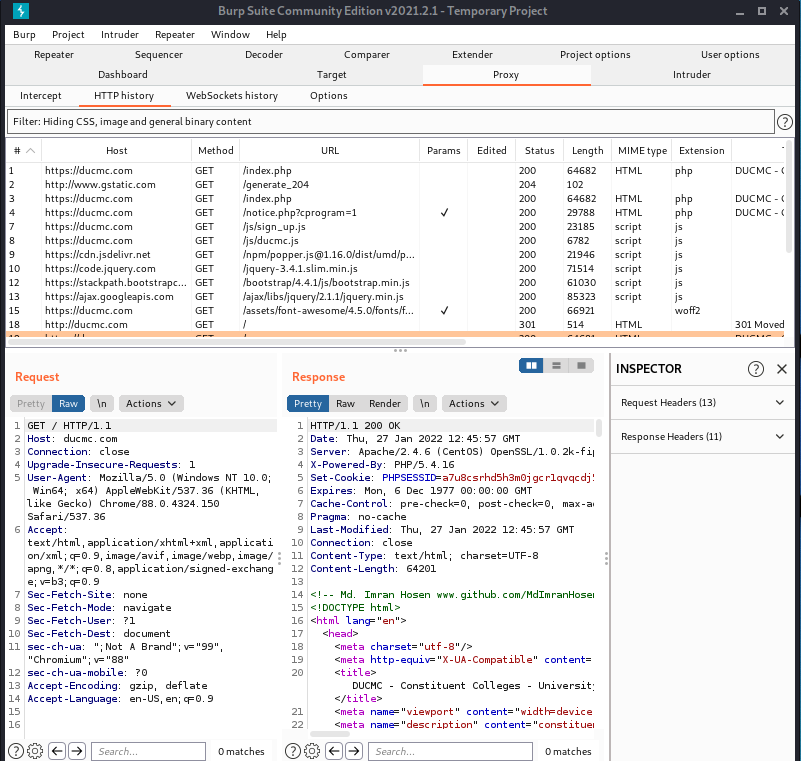 Burp Suite Community Edition v2021.2.1 - Temporary Project
Burp Project Intruder Repeater Window Help
Repeater Sequencer Decoder Comparer Extender Project options User options
Dashboard Target Proxy Intruder
Intercept HTTP history WebSockets history Options
Filter: Hiding CSS, image and general binary content
# Host Method URL Params Edited Status Length MIME type Extension
1 https://ducmc.com GET /index.php 200 64682 HTML php DUCMC -
2 http://www.gstatic.com GET /generate_204 204 102
3 https://ducmc.com GET /index.php 200 64682 HTML php DUCMC -
4 https://ducmc.com GET /notice.php?cprogram=1 ✓ 200 29788 HTML php DUCMC -
7 https://ducmc.com GET /js/sign_up.js 200 23185 script js
8 https://ducmc.com GET /js/ducmc.js 200 6782 script js
9 https://cdn.jsdelivr.net GET /npm/popper.js@1.16.0/dist/umd/p... 200 21946 script js
10 https://code.jquery.com GET /jquery-3.4.1.slim.min.js 200 71514 script js
12 https://stackpath.bootstrapc... GET /bootstrap/4.4.1/js/bootstrap.min.js 200 61030 script js
13 https://ajax.googleapis.com GET /ajax/libs/jquery/2.1.1/jquery.min.js 200 85323 script js
15 https://ducmc.com GET /assets/font-awesome/4.5.0/fonts/f... ✓ 200 66921 woff2
18 http://ducmc.com GET / 301 514 HTML 301 Moved
Request
Pretty Raw \n Actions
1 GET / HTTP/1.1
2 Host: ducmc.com
3 Connection: close
4 Upgrade-Insecure-Requests: 1
5 User-Agent: Mozilla/5.0 (Windows NT 10.0;
Win64; x64) AppleWebKit/537.36 (KHTML,
like Gecko) Chrome/88.0.4324.150
Safari/537.36
6 Accept:
text/html,application/xhtml+xml,applicati
on/xml;q=0.9,image/avif,image/webp,image/
apng,*/*;q=0.8,application/signed-exchang
e;v=b3;q=0.9
7 Sec-Fetch-Site: none
8 Sec-Fetch-Mode: navigate
9 Sec-Fetch-User: ?1
10 Sec-Fetch-Dest: document
11 sec-ch-ua: ";Not A Brand";v="99",
"Chromium";v="88"
12 sec-ch-ua-mobile: ?0
13 Accept-Encoding: gzip, deflate
14 Accept-Language: en-US,en;q=0.9
15
16
Search... 0 matches
Response
Pretty Raw Render \n Actions
1 HTTP/1.1 200 OK
2 Date: Thu, 27 Jan 2022 12:45:57 GMT
3 Server: Apache/2.4.6 (CentOS) OpenSSL/1.0.2k-fip
4 X-Powered-By: PHP/5.4.16
5 Set-Cookie: PHPSESSID=a7u8csrhd5h3m0jgcr1qvqcdj5
6 Expires: Mon, 6 Dec 1977 00:00:00 GMT
7 Cache-Control: pre-check=0, post-check=0, max-a
8 Pragma: no-cache
9 Last-Modified: Thu, 27 Jan 2022 12:45:57 GMT
10 Connection: close
11 Content-Type: text/html; charset=UTF-8
12 Content-Length: 64201
13
14 <!-- Md. Imran Hosen www.github.com/MdImranHosen
15 <!DOCTYPE html>
16 <html lang="en">
17 <head>
18 <meta charset="utf-8"/>
19 <meta http-equiv="X-UA-Compatible" content=
20 <title>
DUCMC - Constituent Colleges - University
</title>
21 <meta name="viewport" content="width=device
22 <meta name="description" content="constituen
Search... 0 matches
INSPECTOR
Request Headers (13)
Response Headers (11)